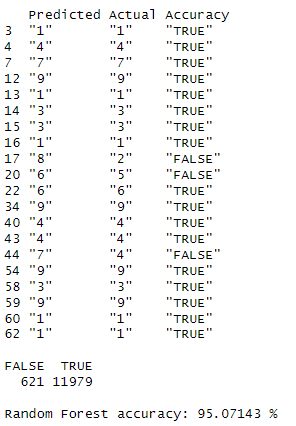 Predicted Actual Accuracy
3 "1" "1" "TRUE"
4 "4" "4" "TRUE"
7 "7" "7" "TRUE"
12 "9" "9" "TRUE"
13 "1" "1" "TRUE"
14 "3" "3" "TRUE"
15 "3" "3" "TRUE"
16 "1" "1" "TRUE"
17 "8" "2" "FALSE"
20 "6" "5" "FALSE"
22 "6" "6" "TRUE"
34 "9" "9" "TRUE"
40 "4" "4" "TRUE"
43 "4" "4" "TRUE"
44 "7" "4" "FALSE"
54 "9" "9" "TRUE"
58 "3" "3" "TRUE"
59 "9" "9" "TRUE"
60 "1" "1" "TRUE"
62 "1" "1" "TRUE"
FALSE TRUE
621 11979
Random Forest accuracy: 95.07143 %